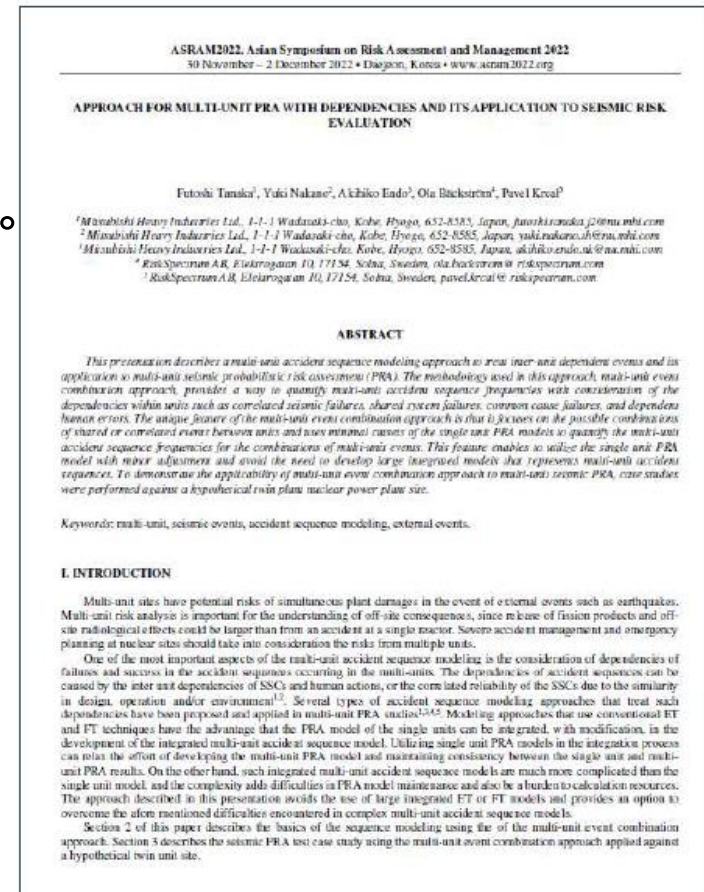 ASRAM2022, Asian Symposium on Risk Assessment and Management 2022
30 November – 2 December 2022 • Daejeon, Korea • www.asram2022.org
APPROACH FOR MULTI-UNIT PRA WITH DEPENDENCIES AND ITS APPLICATION TO SEISMIC RISK
EVALUATION
Futoshi Tanaka¹, Yuki Nakano², Akihiko Endo³, Ola Bäckström⁴, Pavel Krcal⁵
¹ Mitsubishi Heavy Industries Ltd., 1-1-1 Wadasaki-cho, Kobe, Hyogo, 652-8585, Japan,
² Mitsubishi Heavy Industries Ltd., 1-1-1 Wadasaki-cho, Kobe, Hyogo, 652-8585, Japan,
³ Mitsubishi Heavy Industries Ltd., 1-1-1 Wadasaki-cho, Kobe, Hyogo, 652-8585, Japan,
⁴ RiskSpectrum AB, 10, 17154, Solna, Sweden, ola.backstrom@riskspectrum.com
⁵ RiskSpectrum AB, 10, 17154, Solna, Sweden, pavel.krcal@riskspectrum.com
ABSTRACT
This presentation describes a multi-unit accident sequence modeling approach to treat inter-unit dependent events and its
application to multi-unit seismic probabilistic risk assessment (PRA). The methodology used in this approach, multi-unit event
combination approach, provides a way to quantify multi-unit accident sequence frequencies with consideration of the
dependencies within units such as correlated seismic failures, shared system failures, common cause failures, and dependent
human errors. The unique feature of the multi-unit event combination approach is that it focuses on the possible combinations
of shared or correlated events between units and uses minimal cutsets of the single unit PRA models to quantify the multi-unit
accident sequence frequencies for the combinations of multi-unit events. This feature enables to utilize the single unit PRA
model with minor adjustment and avoid the need to develop large integrated models that represents multi-unit accident
sequences. To demonstrate the applicability of multi-unit event combination approach to multi-unit seismic PRA, case studies
were performed against a hypothetical twin plant nuclear power plant site.
Keywords: multi-unit, seismic events, accident sequence modeling, external events.
I. INTRODUCTION
Multi-unit sites have potential risks of simultaneous plant damages in the event of external events such as earthquakes.
Multi-unit risk analysis is important for the understanding of off-site consequences, since release of fission products and off-
site radiological effects could be larger than from an accident at a single reactor. Severe accident management and emergency
planning at nuclear sites should take into consideration the risks from multiple units.
One of the most important aspects of the multi-unit accident sequence modeling is the consideration of dependencies of
failures and success in the accident sequences occurring in the multi-units. The dependencies of accident sequences can be
caused by the inter unit dependencies of SSCs and human actions, or the correlated reliability of the SSCs due to the similarity
in design, operation and/or environment¹,². Several types of accident sequence modeling approaches that treat such
dependencies have been proposed and applied in multi-unit PRA studies¹,³,⁴,⁵. Modeling approaches that use conventional ET
and FT techniques have the advantage that the PRA model of the single units can be integrated, with modification, in the
development of the integrated multi-unit accident sequence model. Utilizing single unit PRA models in the integration process
can relax the effort of developing the multi-unit PRA model and maintaining consistency between the single unit and multi-
unit PRA results. On the other hand, such integrated multi-unit accident sequence models are much more complicated than the
single unit model, and the complexity adds difficulties in PRA model maintenance and also be a burden to calculation resources.
The approach described in this presentation avoids the use of large integrated ET or FT models and provides an option to
overcome the afore mentioned difficulties encountered in complex multi-unit accident sequence models.
Section 2 of this paper describes the basics of the sequence modeling using the of the multi-unit event combination
approach. Section 3 describes the seismic PRA test case study using the multi-unit event combination approach applied against
a hypothetical twin unit site.